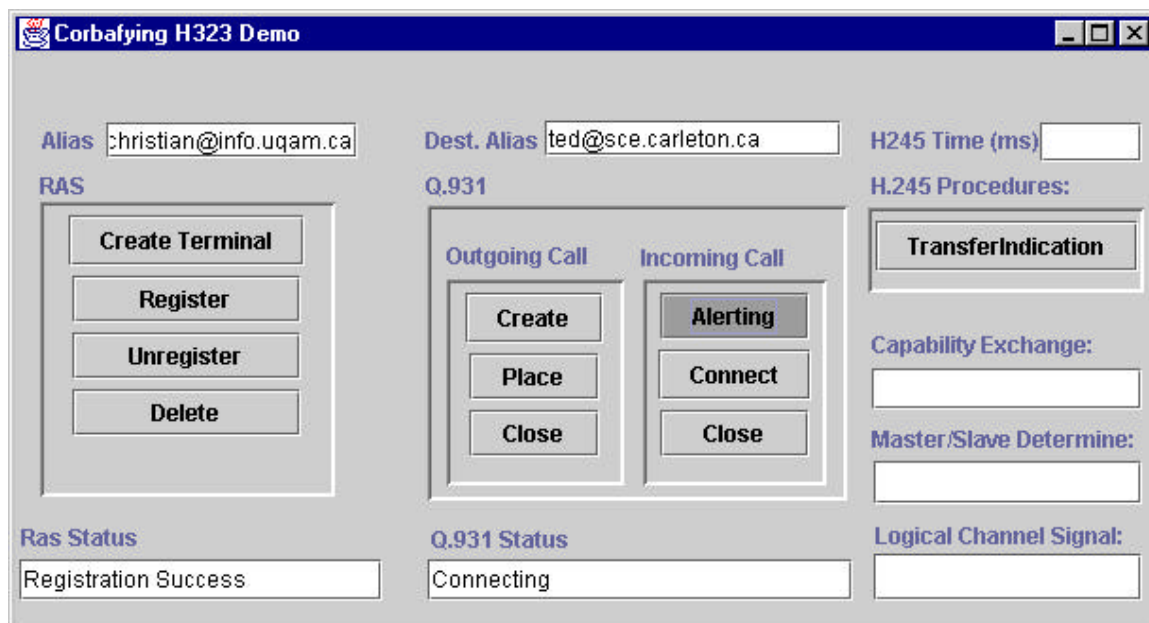 Corbafying H323 Demo
Alias christian@info.uqam.ca
Dest. Alias ted@sce.carleton.ca
H245 Time (ms)
RAS
Create Terminal
Register
Unregister
Delete
Q.931
Outgoing Call
Create
Place
Close
Incoming Call
Alerting
Connect
Close
H.245 Procedures:
TransferIndication
Capability Exchange:
Master/Slave Determine:
Logical Channel Signal:
Ras Status
Registration Success
Q.931 Status
Connecting